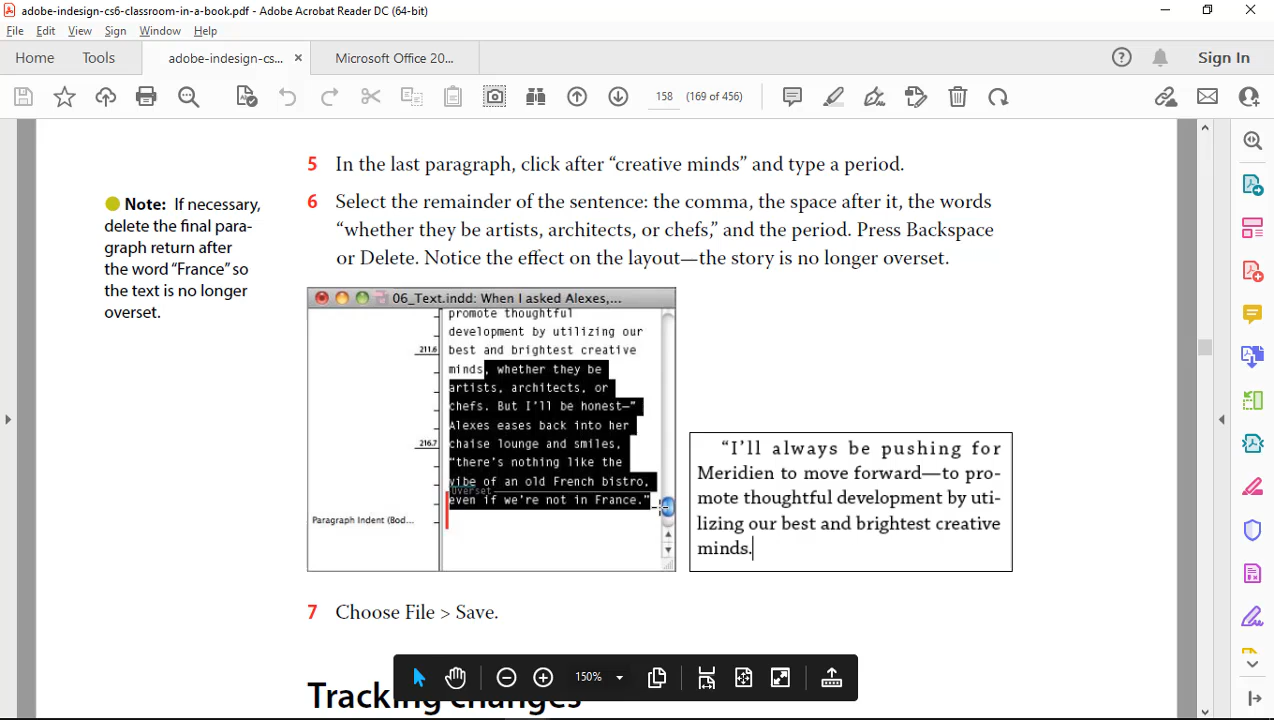 adobe-indesign-cs6-classroom-in-a-book.pdf - Adobe Acrobat Reader DC (64-bit)
File Edit View Sign Window Help
Home Tools adobe-indesign-cs... × Microsoft Office 20... Sign In
158 (169 of 456)
5 In the last paragraph, click after “creative minds” and type a period.
6 Select the remainder of the sentence: the comma, the space after it, the words
“whether they be artists, architects, or chefs,” and the period. Press Backspace
or Delete. Notice the effect on the layout—the story is no longer overset.
Note: If necessary,
delete the final para-
graph return after
the word “France” so
the text is no longer
overset.
06_Text.indd: When I asked Alexes,...
promote thoughtful
development by utilizing our
211.6
best and brightest creative
minds, whether they be
artists, architects, or
chefs. But I’ll be honest—”
Alexes eases back into her
216.7
chaise lounge and smiles,
“there’s nothing like the
vibe of an old French bistro,
Overset
even if we’re not in France.”
Paragraph Indent (Bod...
“I’ll always be pushing for
Meridien to move forward—to pro-
mote thoughtful development by uti-
lizing our best and brightest creative
minds.
7 Choose File > Save.
150%
Tracking changes